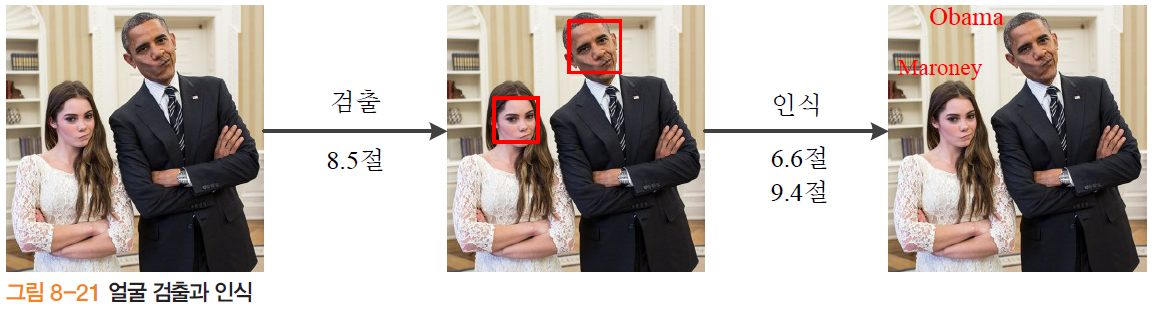 검출
8.5절
인식
6.6절
9.4절
Obama
Maroney
그림 8-21 얼굴 검출과 인식